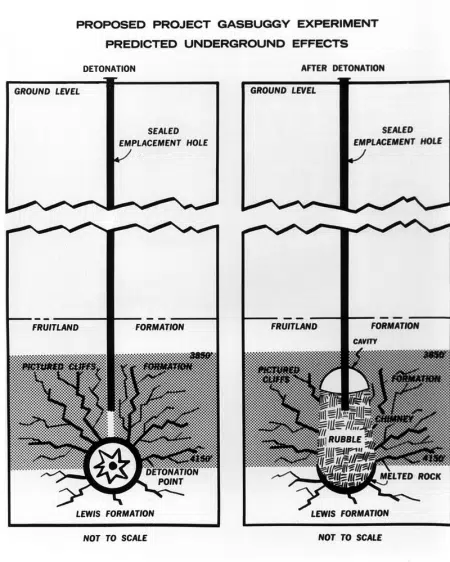 PROPOSED PROJECT GASBUGGY EXPERIMENT
PREDICTED UNDERGROUND EFFECTS
DETONATION
GROUND LEVEL
SEALED
EMPLACEMENT HOLE
FRUITLAND FORMATION
3850'
PICTURED CLIFFS FORMATION
4150'
DETONATION
POINT
LEWIS FORMATION
NOT TO SCALE
AFTER DETONATION
GROUND LEVEL
SEALED
EMPLACEMENT HOLE
FRUITLAND FORMATION
CAVITY
3850'
PICTURED
CLIFFS
FORMATION
CHIMNEY
RUBBLE
4150'
MELTED ROCK
LEWIS FORMATION
NOT TO SCALE